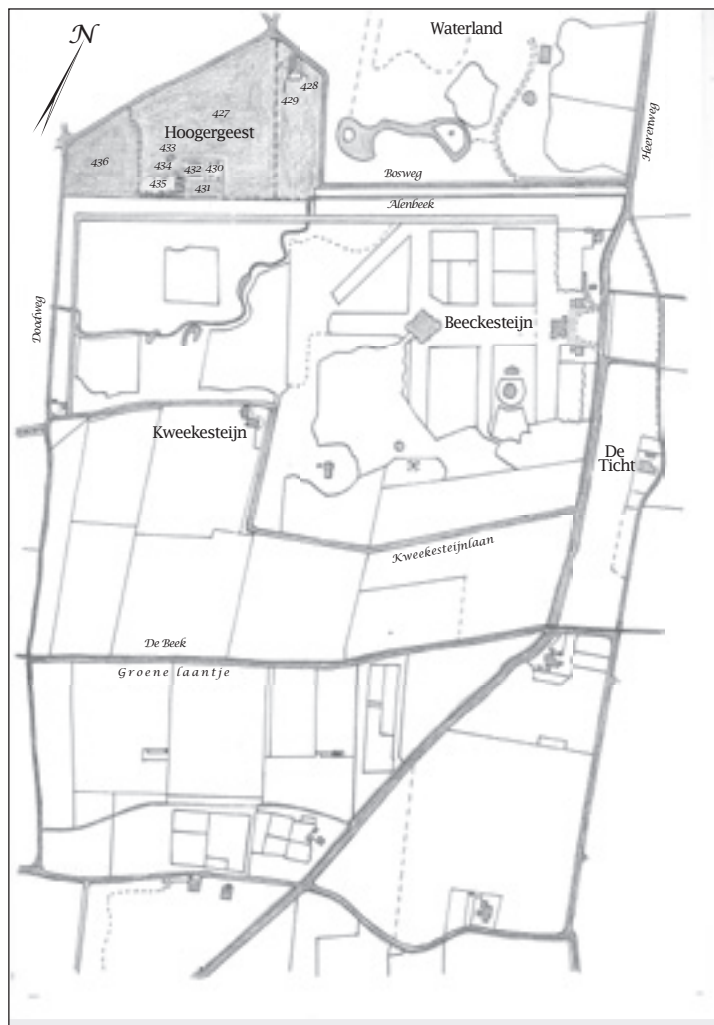 N
Waterland
428
429
427
Hoogergeest
433
436
434
432
430
435
431
Heerenweg
Bosweg
Alenbeek
Doodweg
Beeckesteijn
Kweekesteijn
De
Ticht
Kweekesteijnlaan
De Beek
Groene laantje